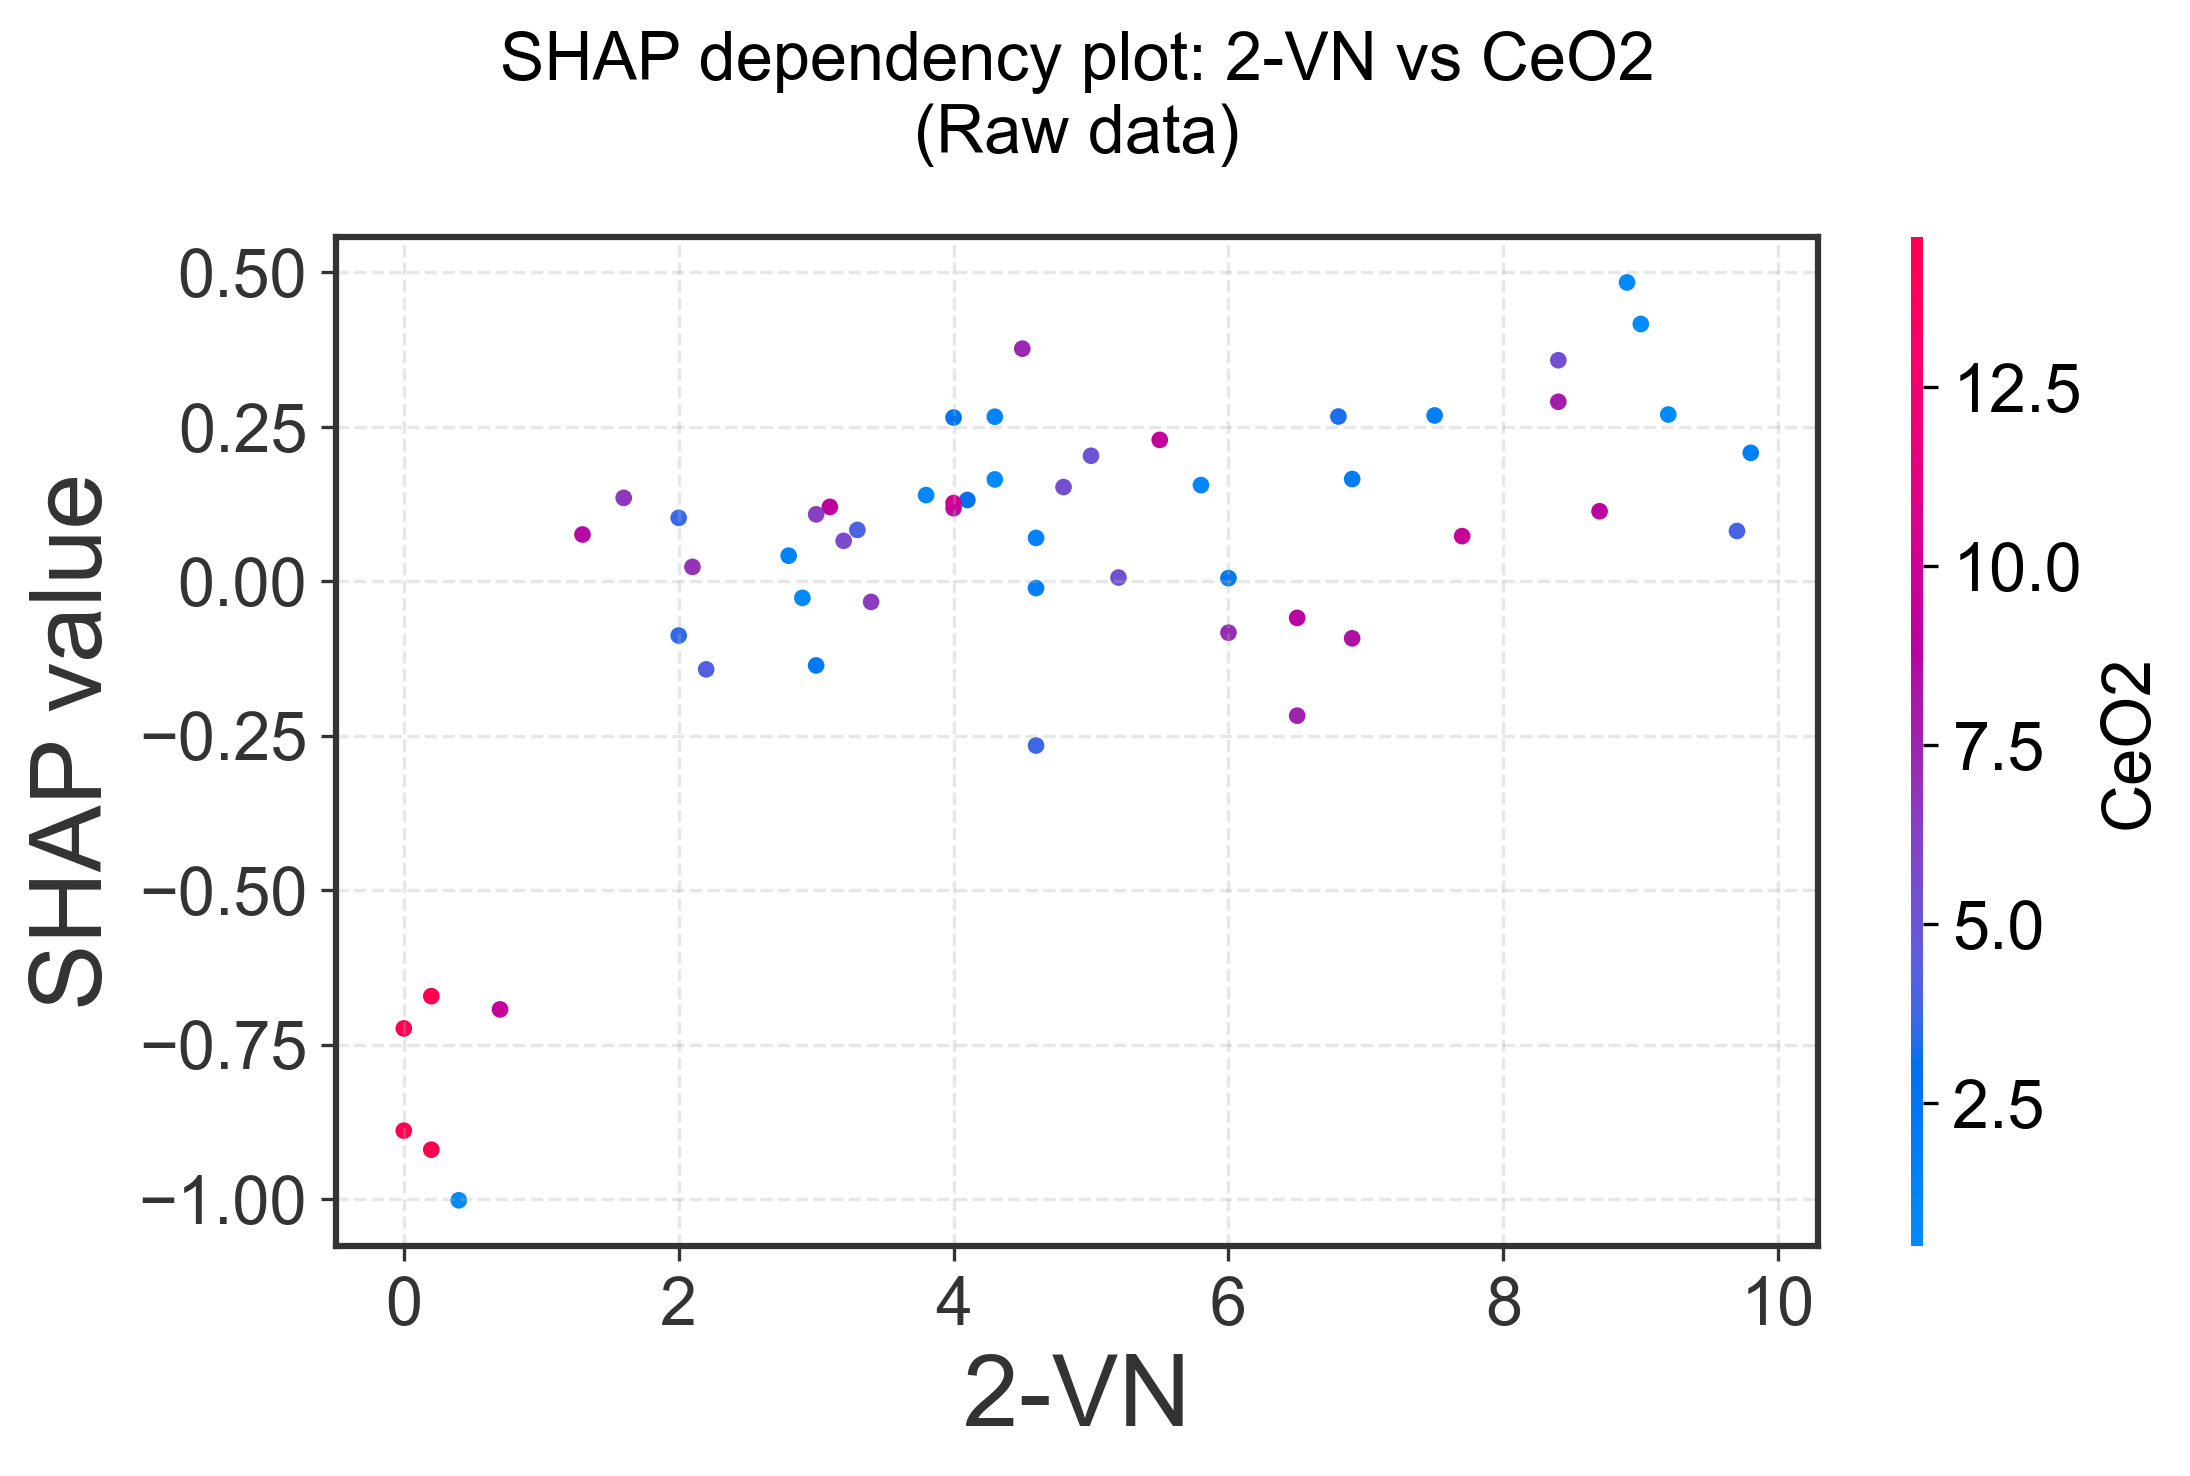 SHAP dependency plot: 2-VN vs CeO2
(Raw data)
SHAP value
0.50
0.25
0.00
−0.25
−0.50
−0.75
−1.00
0 2 4 6 8 10
2-VN
12.5
10.0
7.5
5.0
2.5
CeO2